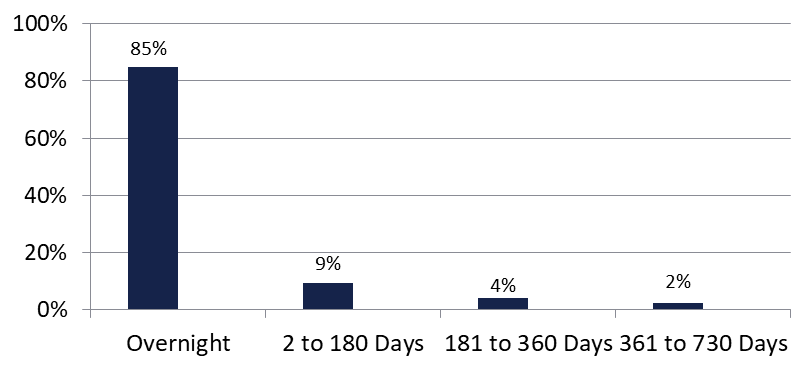 100%
85%
80%
60%
40%
20%
9%
4%
2%
0%
Overnight
2 to 180 Days
181 to 360 Days
361 to 730 Days